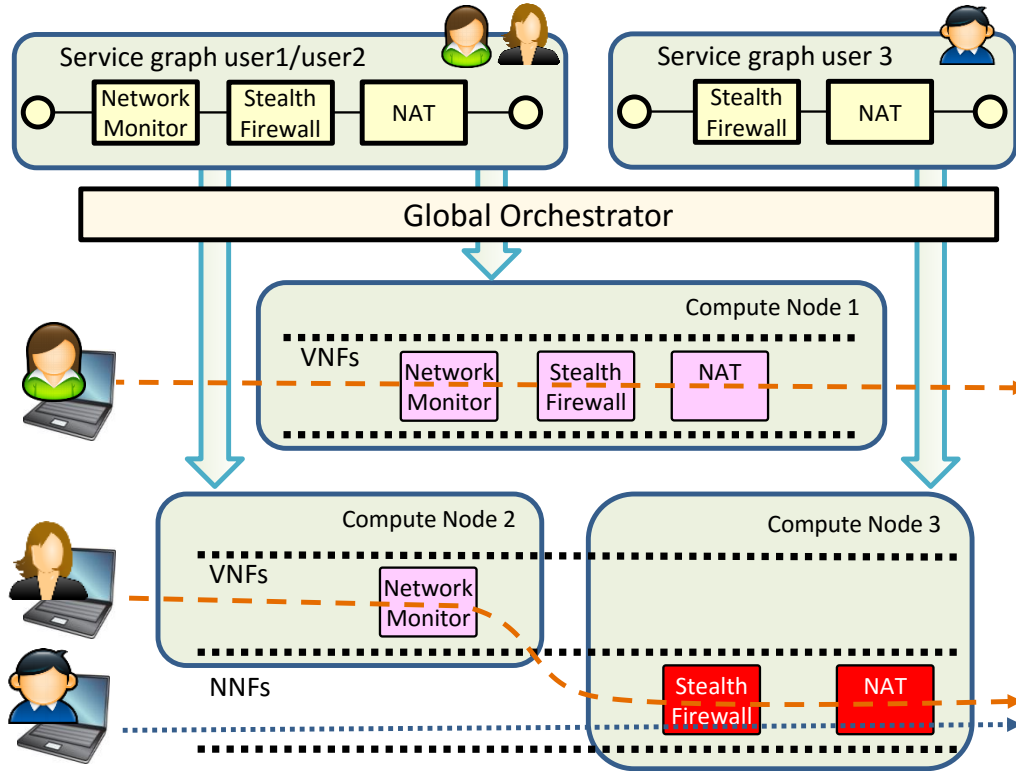 Service graph user1/user2
Network
Monitor
Stealth
Firewall
NAT
Service graph user 3
Stealth
Firewall
NAT
Global Orchestrator
Compute Node 1
VNFs
Network
Monitor
Stealth
Firewall
NAT
Compute Node 2
VNFs
Network
Monitor
NNFs
Compute Node 3
Stealth
Firewall
NAT